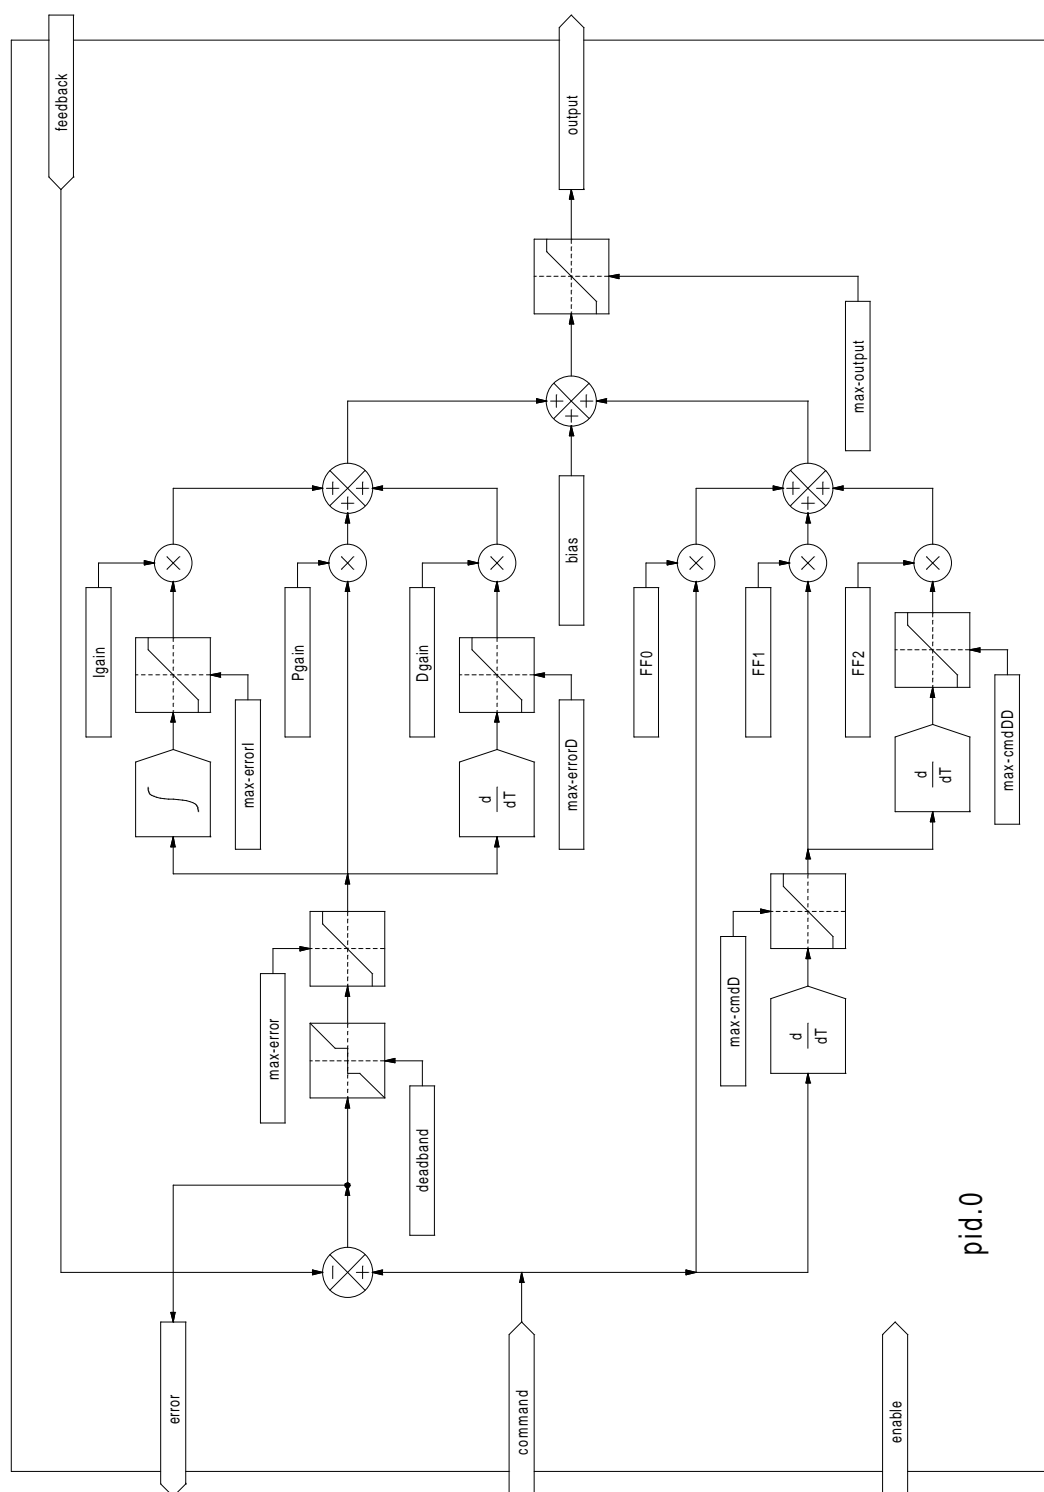 feedback
output
max-output
Igain
Pgain
Dgain
bias
FF0
FF1
FF2
max-errorI
max-errorD
max-cmdDD
∫
d
dT
d
dT
max-error
max-cmdD
d
dT
deadband
pid.0
error
command
enable